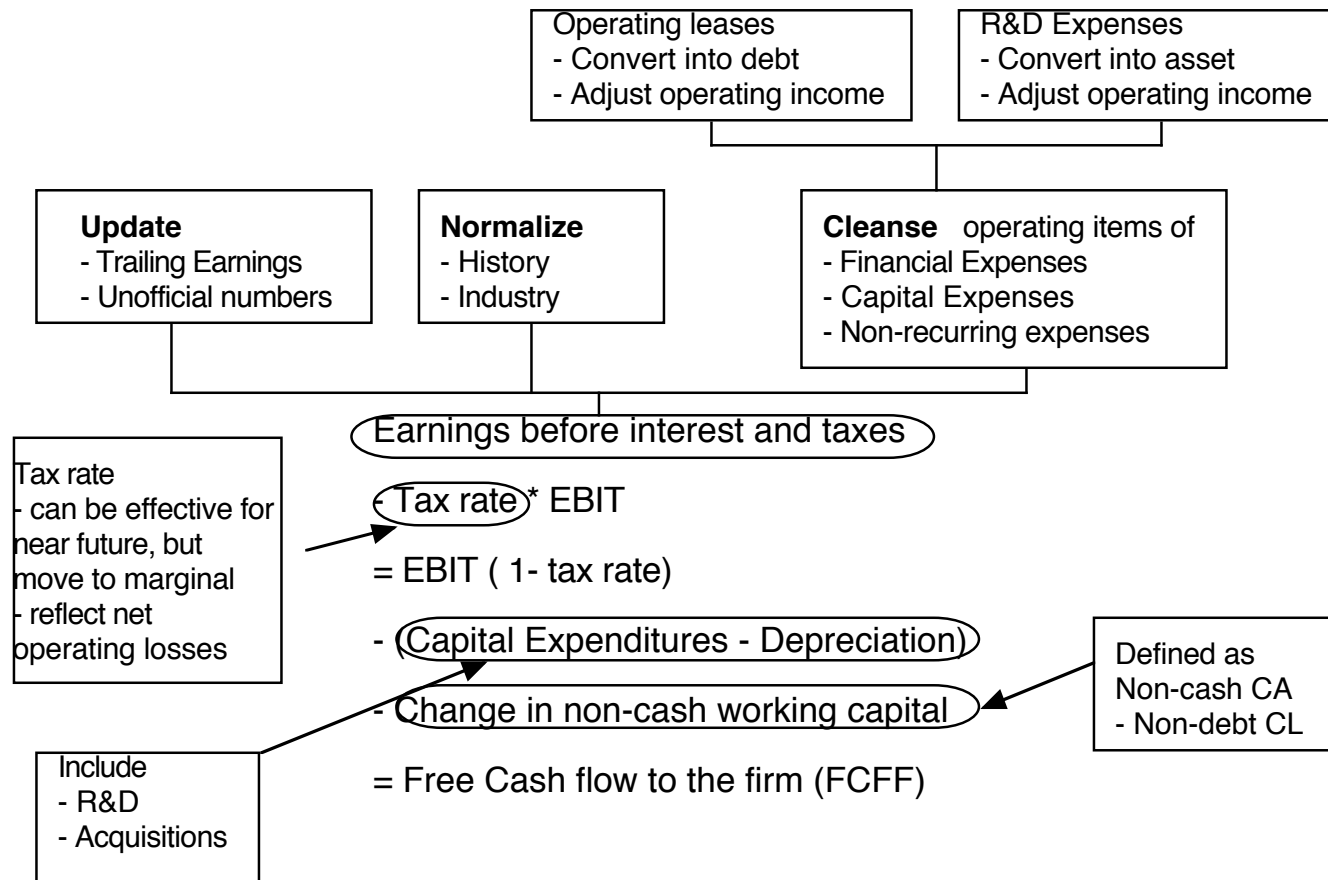 Operating leases
- Convert into debt
- Adjust operating income
R&D Expenses
- Convert into asset
- Adjust operating income
Update
- Trailing Earnings
- Unofficial numbers
Normalize
- History
- Industry
Cleanse operating items of
- Financial Expenses
- Capital Expenses
- Non-recurring expenses
Earnings before interest and taxes
Tax rate
- can be effective for
near future, but
move to marginal
- reflect net
operating losses
- Tax rate * EBIT
= EBIT ( 1- tax rate)
- (Capital Expenditures - Depreciation)
- Change in non-cash working capital
= Free Cash flow to the firm (FCFF)
Defined as
Non-cash CA
- Non-debt CL
Include
- R&D
- Acquisitions